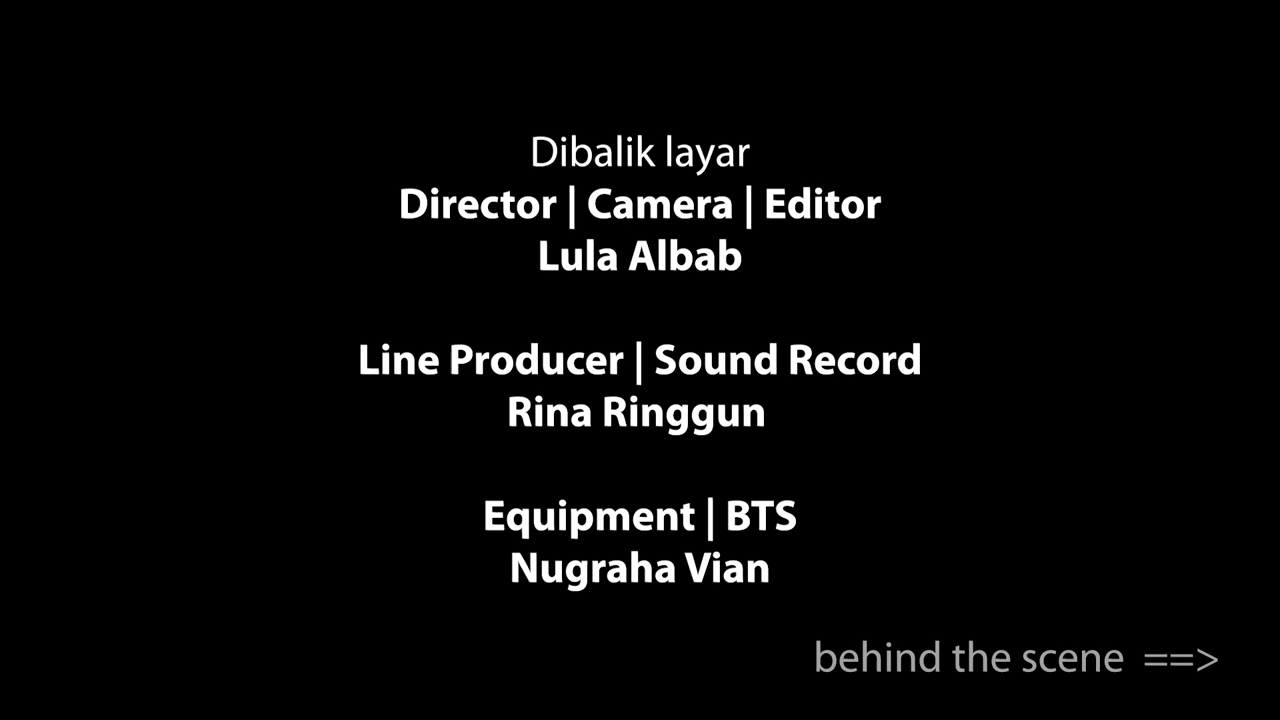 Dibalik layar
Director | Camera | Editor
Lula Albab
Line Producer | Sound Record
Rina Ringgun
Equipment | BTS
Nugraha Vian
behind the scene ==>